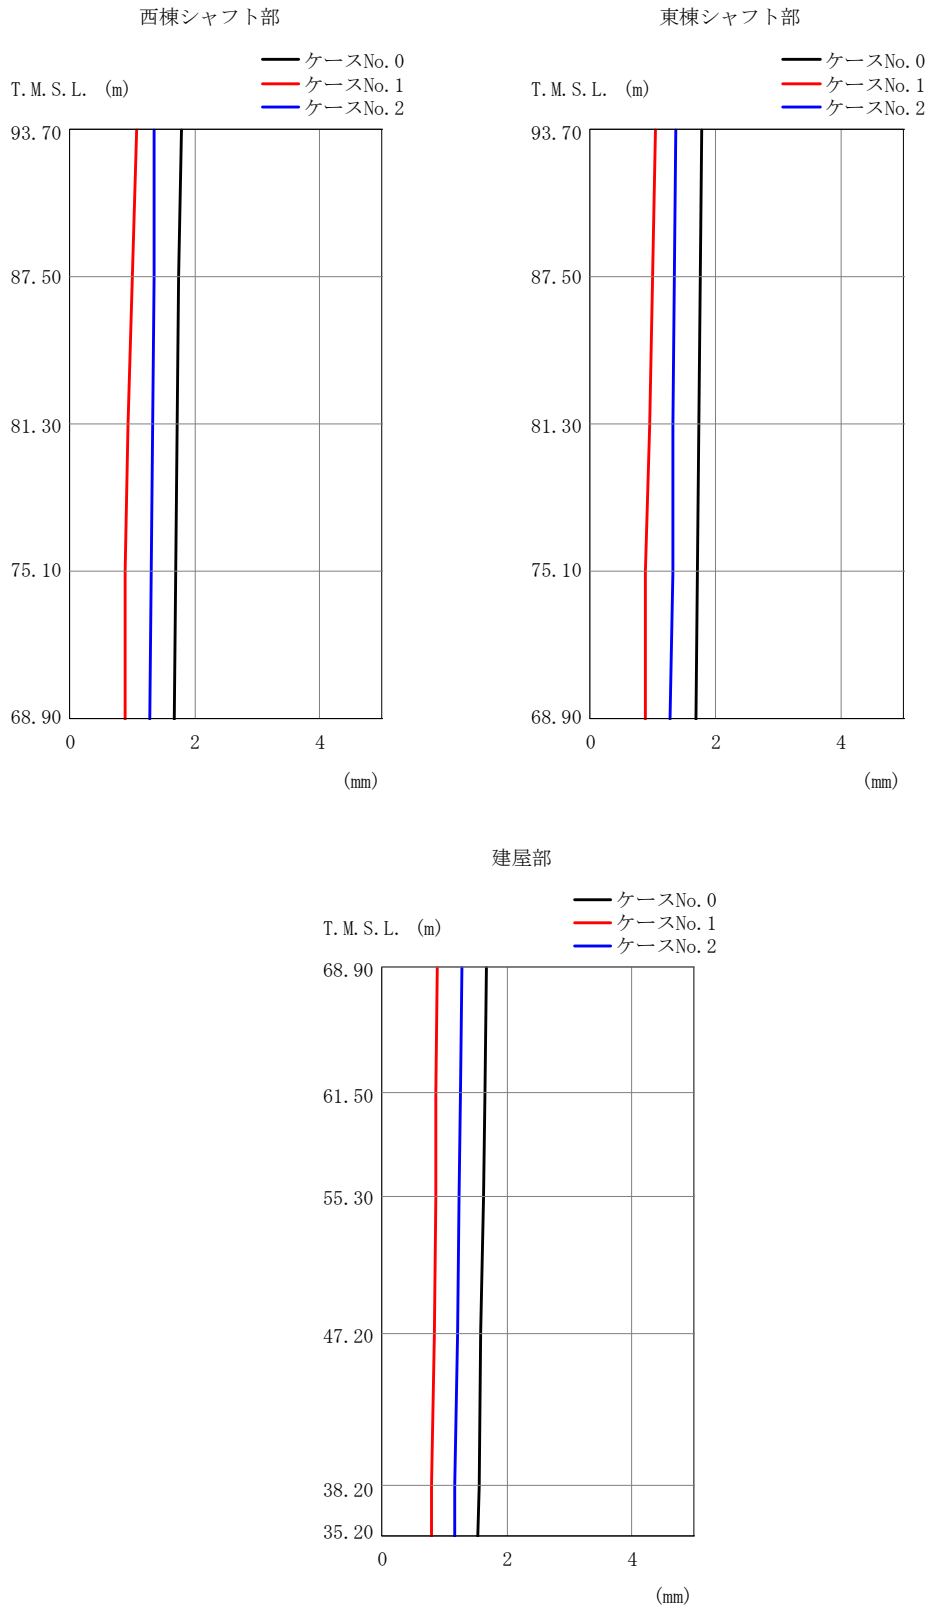 西棟シャフト部
ケースNo.0
ケースNo.1
ケースNo.2
T.M.S.L. (m)
93.70
87.50
81.30
75.10
68.90
0 2 4
(mm)
東棟シャフト部
ケースNo.0
ケースNo.1
ケースNo.2
T.M.S.L. (m)
93.70
87.50
81.30
75.10
68.90
0 2 4
(mm)
建屋部
ケースNo.0
ケースNo.1
ケースNo.2
T.M.S.L. (m)
68.90
61.50
55.30
47.20
38.20
35.20
0 2 4
(mm)